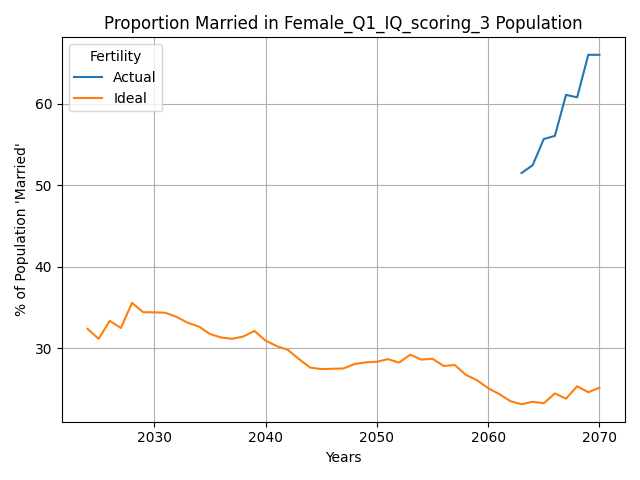 Proportion Married in Female_Q1_IQ_scoring_3 Population
Fertility
Actual
Ideal
% of Population 'Married'
60
50
40
30
2030
2040
2050
2060
2070
Years